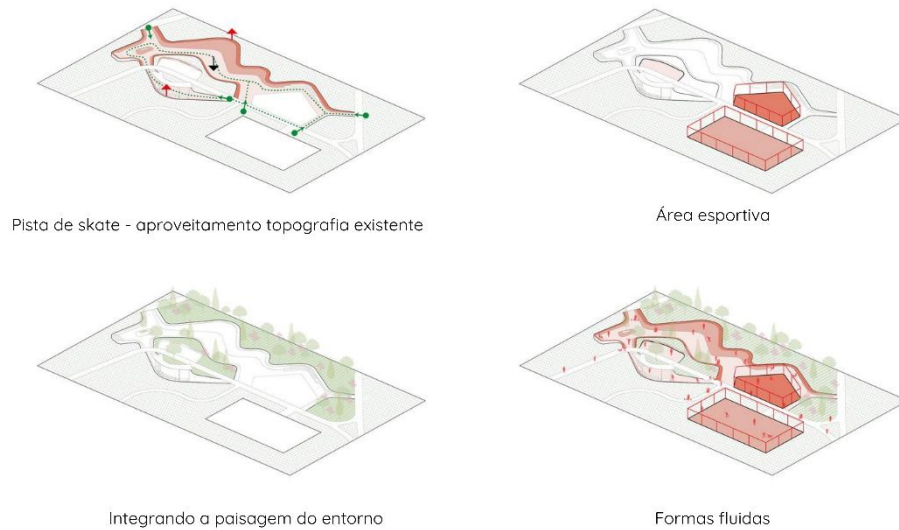 Pista de skate - aproveitamento topografia existente
Área esportiva
Integrando a paisagem do entorno
Formas fluidas